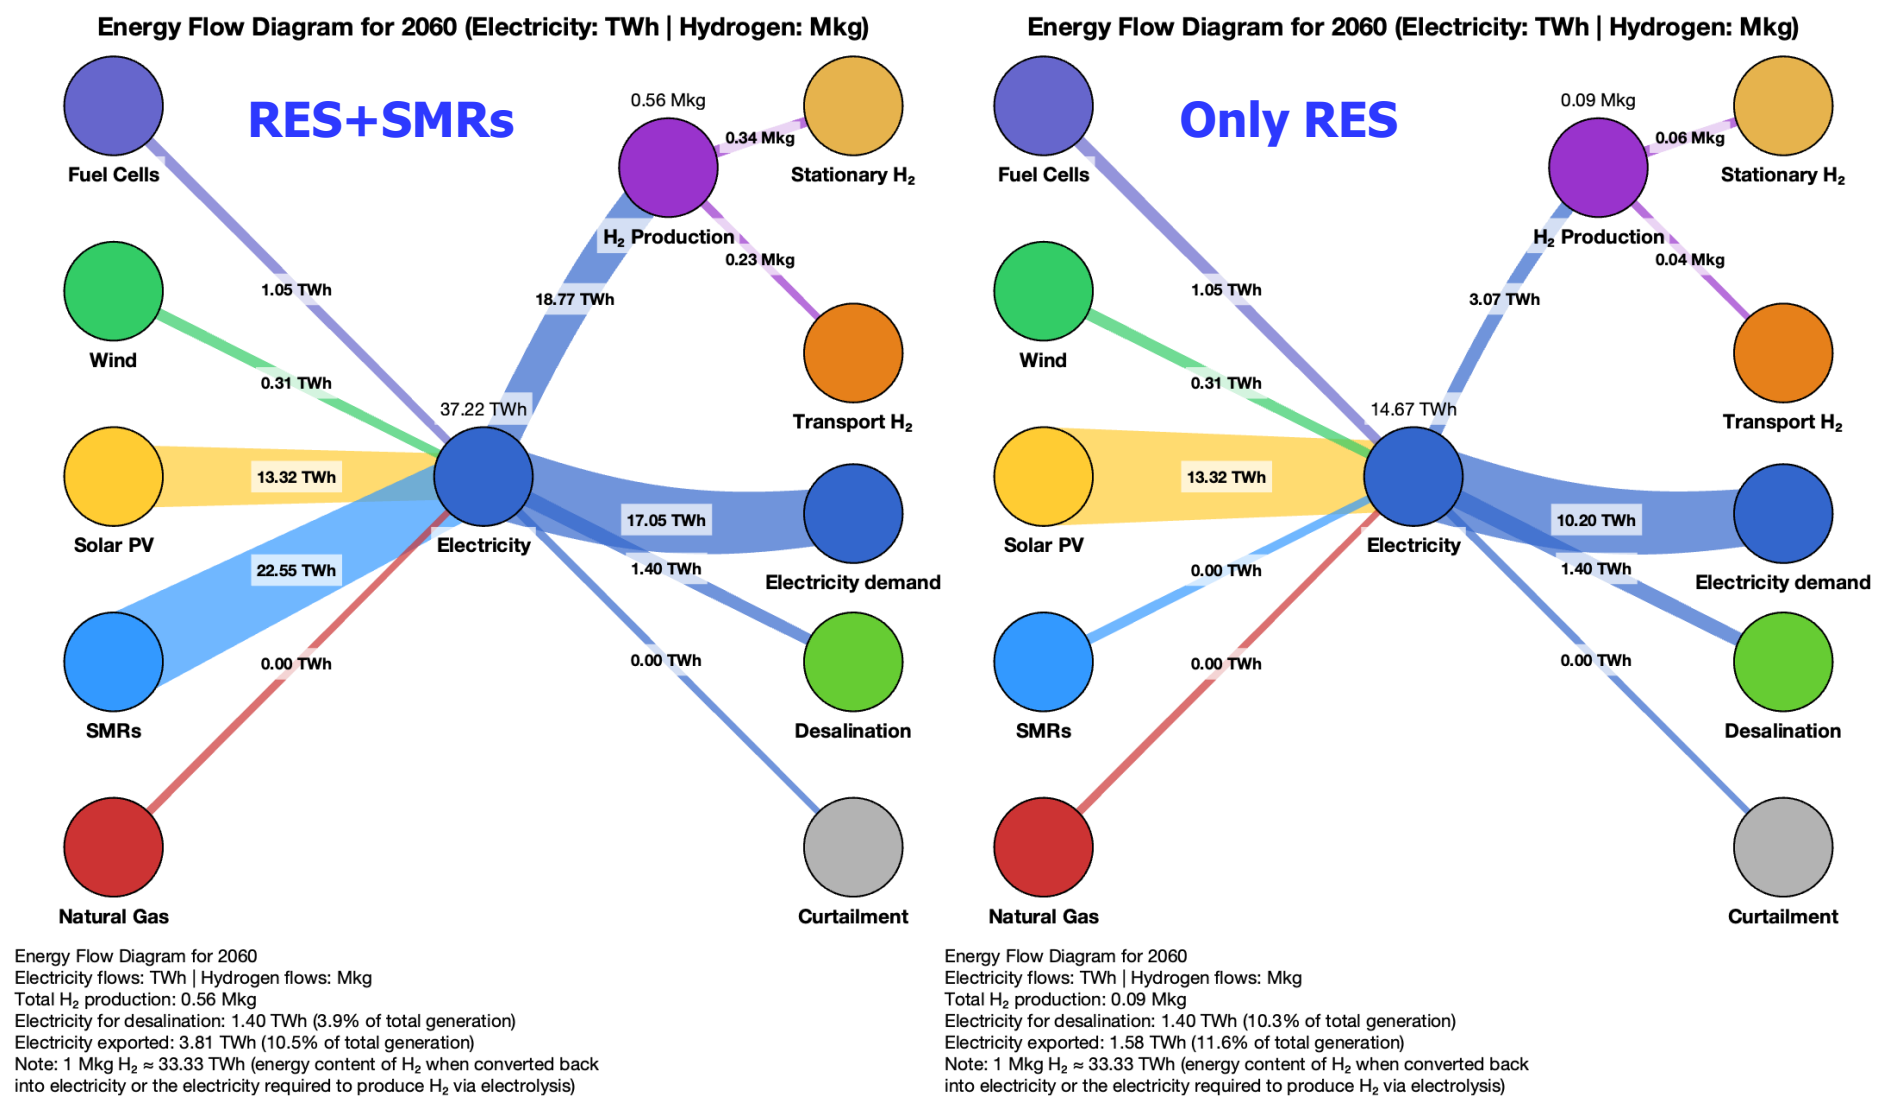 Energy Flow Diagram for 2060 (Electricity: TWh | Hydrogen: Mkg)
RES+SMRs
0.56 Mkg
0.34 Mkg
Fuel Cells
Stationary H₂
H₂ Production
0.23 Mkg
1.05 TWh
18.77 TWh
Wind
0.31 TWh
37.22 TWh
Transport H₂
13.32 TWh
17.05 TWh
Solar PV
Electricity
22.55 TWh
1.40 TWh
Electricity demand
0.00 TWh
0.00 TWh
SMRs
Desalination
Natural Gas
Curtailment
Energy Flow Diagram for 2060
Electricity flows: TWh | Hydrogen flows: Mkg
Total H₂ production: 0.56 Mkg
Electricity for desalination: 1.40 TWh (3.9% of total generation)
Electricity exported: 3.81 TWh (10.5% of total generation)
Note: 1 Mkg H₂ ≈ 33.33 TWh (energy content of H₂ when converted back
into electricity or the electricity required to produce H₂ via electrolysis)
Energy Flow Diagram for 2060 (Electricity: TWh | Hydrogen: Mkg)
Only RES
0.09 Mkg
0.06 Mkg
Fuel Cells
Stationary H₂
H₂ Production
0.04 Mkg
1.05 TWh
3.07 TWh
Wind
0.31 TWh
14.67 TWh
Transport H₂
13.32 TWh
10.20 TWh
Solar PV
Electricity
0.00 TWh
1.40 TWh
Electricity demand
0.00 TWh
0.00 TWh
SMRs
Desalination
Natural Gas
Curtailment
Energy Flow Diagram for 2060
Electricity flows: TWh | Hydrogen flows: Mkg
Total H₂ production: 0.09 Mkg
Electricity for desalination: 1.40 TWh (10.3% of total generation)
Electricity exported: 1.58 TWh (11.6% of total generation)
Note: 1 Mkg H₂ ≈ 33.33 TWh (energy content of H₂ when converted back
into electricity or the electricity required to produce H₂ via electrolysis)